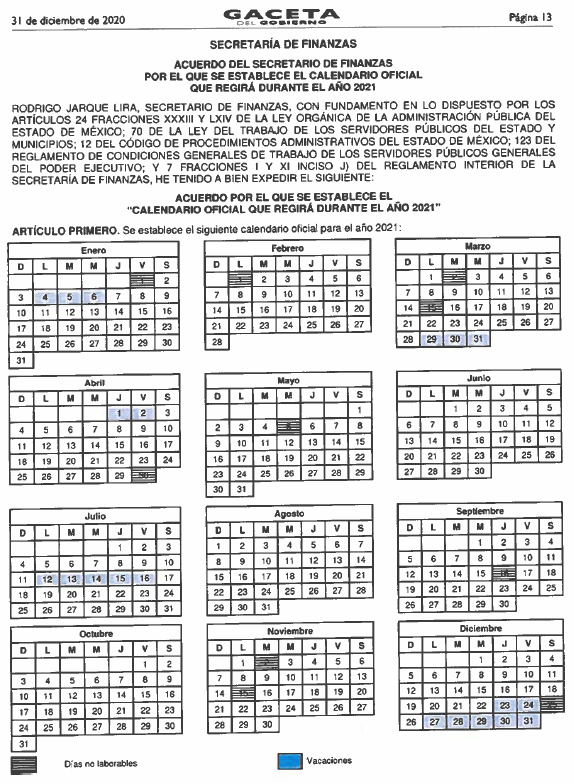 31 de diciembre de 2020
GACETA
DEL GOBIERNO
Página 13
SECRETARÍA DE FINANZAS
ACUERDO DEL SECRETARIO DE FINANZAS
POR EL QUE SE ESTABLECE EL CALENDARIO OFICIAL
QUE REGIRÁ DURANTE EL AÑO 2021
RODRIGO JARQUE LIRA, SECRETARIO DE FINANZAS, CON FUNDAMENTO EN LO DISPUESTO POR LOS
ARTÍCULOS 24 FRACCIONES XXXIII Y LXIV DE LA LEY ORGÁNICA DE LA ADMINISTRACIÓN PÚBLICA DEL
ESTADO DE MÉXICO; 70 DE LA LEY DEL TRABAJO DE LOS SERVIDORES PÚBLICOS DEL ESTADO Y
MUNICIPIOS; 12 DEL CÓDIGO DE PROCEDIMIENTOS ADMINISTRATIVOS DEL ESTADO DE MÉXICO; 123 DEL
REGLAMENTO DE CONDICIONES GENERALES DE TRABAJO DE LOS SERVIDORES PÚBLICOS GENERALES
DEL PODER EJECUTIVO; Y 7 FRACCIONES I Y XI INCISO J) DEL REGLAMENTO INTERIOR DE LA
SECRETARÍA DE FINANZAS, HE TENIDO A BIEN EXPEDIR EL SIGUIENTE:
ACUERDO POR EL QUE SE ESTABLECE EL
"CALENDARIO OFICIAL QUE REGIRÁ DURANTE EL AÑO 2021"
ARTÍCULO PRIMERO. Se establece el siguiente calendario oficial para el año 2021:
Enero
D L M M J V S
1 2
3 4 5 6 7 8 9
10 11 12 13 14 15 16
17 18 19 20 21 22 23
24 25 26 27 28 29 30
31
Febrero
D L M M J V S
1 2 3 4 5 6
7 8 9 10 11 12 13
14 15 16 17 18 19 20
21 22 23 24 25 26 27
28
Marzo
D L M M J V S
1 2 3 4 5 6
7 8 9 10 11 12 13
14 15 16 17 18 19 20
21 22 23 24 25 26 27
28 29 30 31
Abril
D L M M J V S
1 2 3
4 5 6 7 8 9 10
11 12 13 14 15 16 17
18 19 20 21 22 23 24
25 26 27 28 29 30
Mayo
D L M M J V S
1
2 3 4 5 6 7 8
9 10 11 12 13 14 15
16 17 18 19 20 21 22
23 24 25 26 27 28 29
30 31
Junio
D L M M J V S
1 2 3 4 5
6 7 8 9 10 11 12
13 14 15 16 17 18 19
20 21 22 23 24 25 26
27 28 29 30
Julio
D L M M J V S
1 2 3
4 5 6 7 8 9 10
11 12 13 14 15 16 17
18 19 20 21 22 23 24
25 26 27 28 29 30 31
Agosto
D L M M J V S
1 2 3 4 5 6 7
8 9 10 11 12 13 14
15 16 17 18 19 20 21
22 23 24 25 26 27 28
29 30 31
Septiembre
D L M M J V S
1 2 3 4
5 6 7 8 9 10 11
12 13 14 15 16 17 18
19 20 21 22 23 24 25
26 27 28 29 30
Octubre
D L M M J V S
1 2
3 4 5 6 7 8 9
10 11 12 13 14 15 16
17 18 19 20 21 22 23
24 25 26 27 28 29 30
31
Noviembre
D L M M J V S
1 2 3 4 5 6
7 8 9 10 11 12 13
14 15 16 17 18 19 20
21 22 23 24 25 26 27
28 29 30
Diciembre
D L M M J V S
1 2 3 4
5 6 7 8 9 10 11
12 13 14 15 16 17 18
19 20 21 22 23 24 25
26 27 28 29 30 31
Días no laborables
Vacaciones